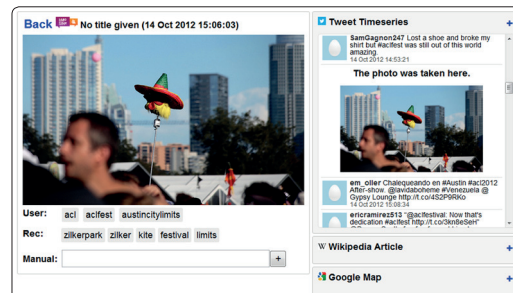 Back No title given (14 Oct 2012 15:06:03)
User: acl aclfest austincitylimits
Rec: zilkerpark zilker kite festival limits
Manual: +
Tweet Timeseries +
SamGagnon247 Lost a shoe and broke my
shirt but #aclfest was still out of this world
amazing.
14 Oct 2012 14:53:21
The photo was taken here.
em_oller Chalequeando en #Austin #acl2012
After-show. @lavidaboheme #Venezuela @
Gypsy Lounge http://t.co/4S2P9RKo
14 Oct 2012 15:08:34
ericramirez513 "@aclfestival: Now that's
dedication #aclfest http://t.co/3kn8eSeH"
W Wikipedia Article +
Google Map +